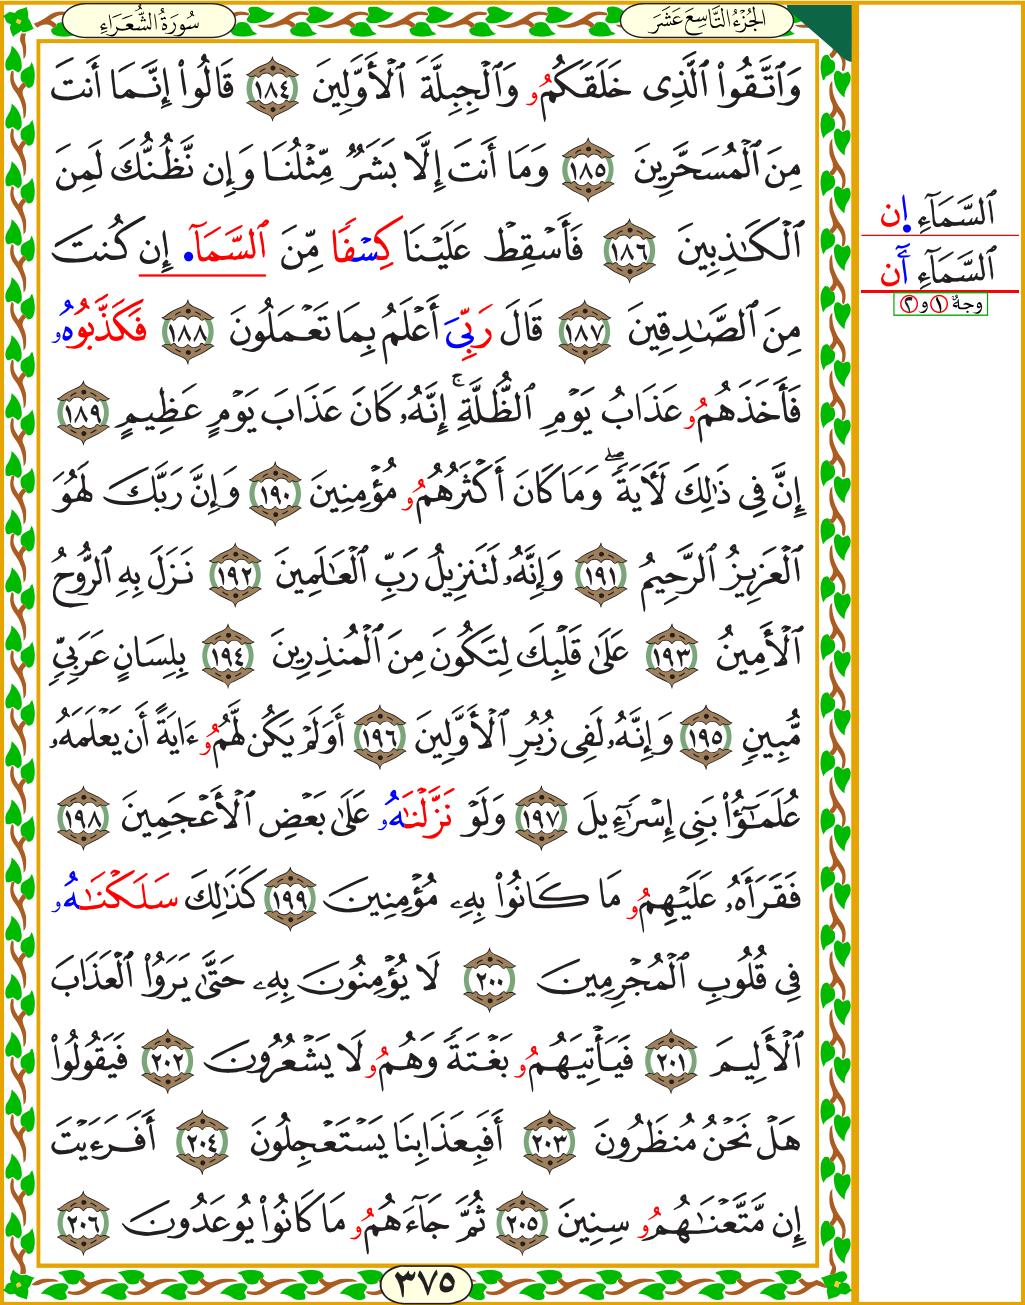 الجُزْءُ التَّاسِعَ عَشَرَ
سُورَةُ الشُّعَرَاءِ
وَٱتَّقُوا۟ ٱلَّذِى خَلَقَكُمُۥ وَٱلْجِبِلَّةَ ٱلْأَوَّلِينَ ١٨٤ قَالُوٓا۟ إِنَّمَا أَنتَ
مِنَ ٱلْمُسَحَّرِينَ ١٨٥ وَمَا أَنتَ إِلَّا بَشَرٌ مِّثْلُنَا وَإِن نَّظُنُّكَ لَمِنَ
ٱلْكَٰذِبِينَ ١٨٦ فَأَسْقِطْ عَلَيْنَا كِسْفًا مِّنَ ٱلسَّمَآ إِن كُنتَ
مِنَ ٱلصَّٰدِقِينَ ١٨٧ قَالَ رَبِّىَ أَعْلَمُ بِمَا تَعْمَلُونَ ١٨٨ فَكَذَّبُوهُۥ
فَأَخَذَهُمُۥ عَذَابُ يَوْمِ ٱلظُّلَّةِ ۚ إِنَّهُۥ كَانَ عَذَابَ يَوْمٍ عَظِيمٍ ١٨٩
إِنَّ فِى ذَٰلِكَ لَأٓيَةً ۖ وَمَا كَانَ أَكْثَرُهُمُۥ مُؤْمِنِينَ ١٩٠ وَإِنَّ رَبَّكَ لَهُوَ
ٱلْعَزِيزُ ٱلرَّحِيمُ ١٩١ وَإِنَّهُۥ لَتَنزِيلُ رَبِّ ٱلْعَٰلَمِينَ ١٩٢ نَزَلَ بِهِ ٱلرُّوحُ
ٱلْأَمِينُ ١٩٣ عَلَىٰ قَلْبِكَ لِتَكُونَ مِنَ ٱلْمُنذِرِينَ ١٩٤ بِلِسَانٍ عَرَبِىٍّ
مُّبِينٍ ١٩٥ وَإِنَّهُۥ لَفِى زُبُرِ ٱلْأَوَّلِينَ ١٩٦ أَوَلَمْ يَكُن لَّهُمُۥ ءَايَةً أَن يَعْلَمَهُۥ
عُلَمَٰٓؤُا۟ بَنِى إِسْرَٰٓءِيلَ ١٩٧ وَلَوْ نَزَّلْنَٰهُۥ عَلَىٰ بَعْضِ ٱلْأَعْجَمِينَ ١٩٨
فَقَرَأَهُۥ عَلَيْهِمُۥ مَا كَانُوا۟ بِهِۦ مُؤْمِنِينَ ١٩٩ كَذَٰلِكَ سَلَكْنَٰهُۥ
فِى قُلُوبِ ٱلْمُجْرِمِينَ ٢٠٠ لَا يُؤْمِنُونَ بِهِۦ حَتَّىٰ يَرَوُا۟ ٱلْعَذَابَ
ٱلْأَلِيمَ ٢٠١ فَيَأْتِيَهُمُۥ بَغْتَةً وَهُمُۥ لَا يَشْعُرُونَ ٢٠٢ فَيَقُولُوا۟
هَلْ نَحْنُ مُنظَرُونَ ٢٠٣ أَفَبِعَذَابِنَا يَسْتَعْجِلُونَ ٢٠٤ أَفَرَءَيْتَ
إِن مَّتَّعْنَٰهُمُۥ سِنِينَ ٢٠٥ ثُمَّ جَآءَهُمُۥ مَا كَانُوا۟ يُوعَدُونَ ٢٠٦
٣٧٥
ٱلسَّمَآءِ إِن
ٱلسَّمَآءِ أَن
وجهٌ ١ و ٢